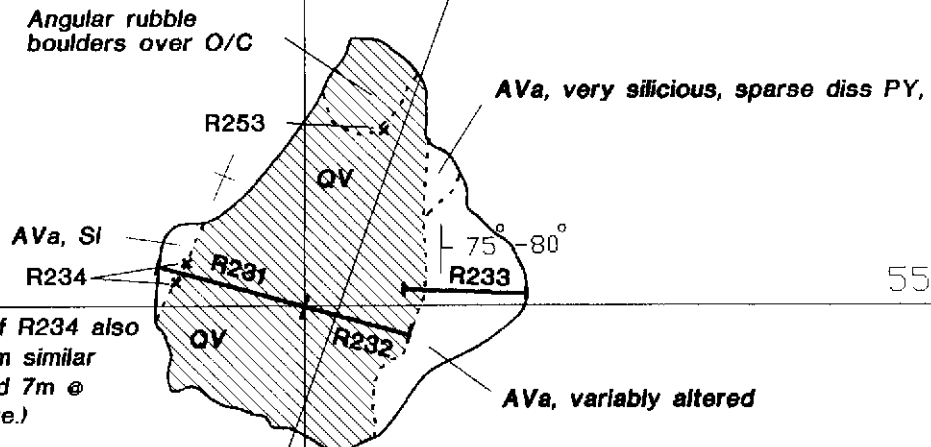 Angular rubble
boulders over O/C
AVa, very silicious, sparse diss PY,
R253
QV
AVa, Si
75° -80°
R234
R231
R233
55
f R234 also
QV
R232
m similar
d 7m @
AVa, variably altered
e.)